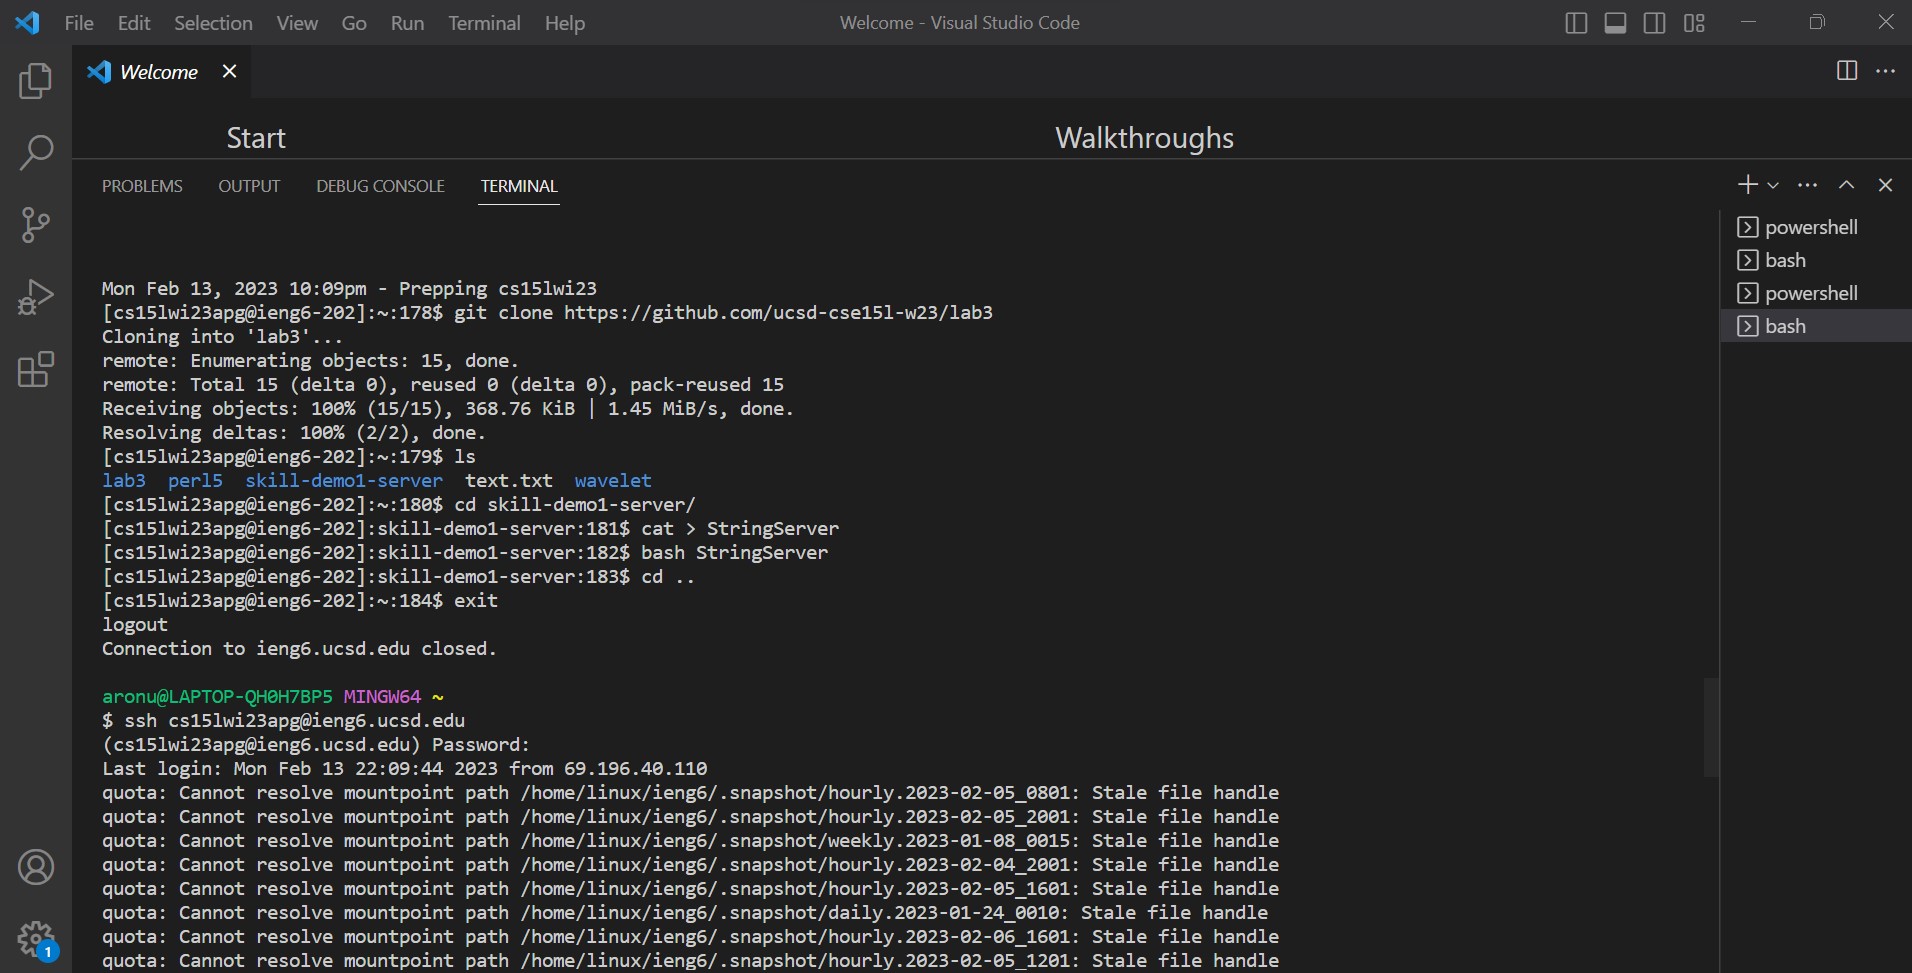 File Edit Selection View Go Run Terminal Help Welcome - Visual Studio Code
Welcome
Start Walkthroughs
PROBLEMS OUTPUT DEBUG CONSOLE TERMINAL
powershell
bash
powershell
bash
Mon Feb 13, 2023 10:09pm - Prepping cs15lwi23
[cs15lwi23apg@ieng6-202]:~:178$ git clone https://github.com/ucsd-cse15l-w23/lab3
Cloning into 'lab3'...
remote: Enumerating objects: 15, done.
remote: Total 15 (delta 0), reused 0 (delta 0), pack-reused 15
Receiving objects: 100% (15/15), 368.76 KiB | 1.45 MiB/s, done.
Resolving deltas: 100% (2/2), done.
[cs15lwi23apg@ieng6-202]:~:179$ ls
lab3 perl5 skill-demo1-server text.txt wavelet
[cs15lwi23apg@ieng6-202]:~:180$ cd skill-demo1-server/
[cs15lwi23apg@ieng6-202]:skill-demo1-server:181$ cat > StringServer
[cs15lwi23apg@ieng6-202]:skill-demo1-server:182$ bash StringServer
[cs15lwi23apg@ieng6-202]:skill-demo1-server:183$ cd ..
[cs15lwi23apg@ieng6-202]:~:184$ exit
logout
Connection to ieng6.ucsd.edu closed.
aronu@LAPTOP-QH0H7BP5 MINGW64 ~
$ ssh cs15lwi23apg@ieng6.ucsd.edu
(cs15lwi23apg@ieng6.ucsd.edu) Password:
Last login: Mon Feb 13 22:09:44 2023 from 69.196.40.110
quota: Cannot resolve mountpoint path /home/linux/ieng6/.snapshot/hourly.2023-02-05_0801: Stale file handle
quota: Cannot resolve mountpoint path /home/linux/ieng6/.snapshot/hourly.2023-02-05_2001: Stale file handle
quota: Cannot resolve mountpoint path /home/linux/ieng6/.snapshot/weekly.2023-01-08_0015: Stale file handle
quota: Cannot resolve mountpoint path /home/linux/ieng6/.snapshot/hourly.2023-02-04_2001: Stale file handle
quota: Cannot resolve mountpoint path /home/linux/ieng6/.snapshot/hourly.2023-02-05_1601: Stale file handle
quota: Cannot resolve mountpoint path /home/linux/ieng6/.snapshot/daily.2023-01-24_0010: Stale file handle
quota: Cannot resolve mountpoint path /home/linux/ieng6/.snapshot/hourly.2023-02-06_1601: Stale file handle
quota: Cannot resolve mountpoint path /home/linux/ieng6/.snapshot/hourly.2023-02-05_1201: Stale file handle
1